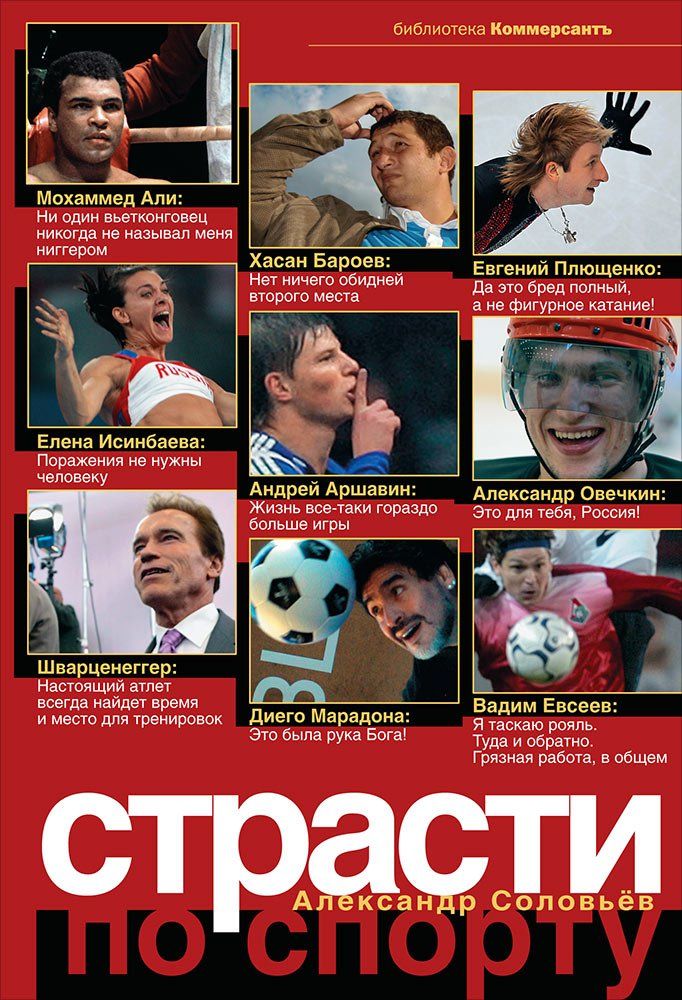 библиотека Коммерсантъ
Мохаммед Али:
Ни один вьетконговец
никогда не называл меня
ниггером
Хасан Бароев:
Нет ничего обидней
второго места
Евгений Плющенко:
Да это бред полный,
а не фигурное катание!
RUSSIA
Елена Исинбаева:
Поражения не нужны
человеку
Андрей Аршавин:
Жизнь все-таки гораздо
больше игры
Александр Овечкин:
Это для тебя, Россия!
Шварценеггер:
Настоящий атлет
всегда найдет время
и место для тренировок
Диего Марадона:
Это была рука Бога!
Вадим Евсеев:
Я таскаю рояль.
Туда и обратно.
Грязная работа, в общем
страсти
Александр Соловьёв
по спорту